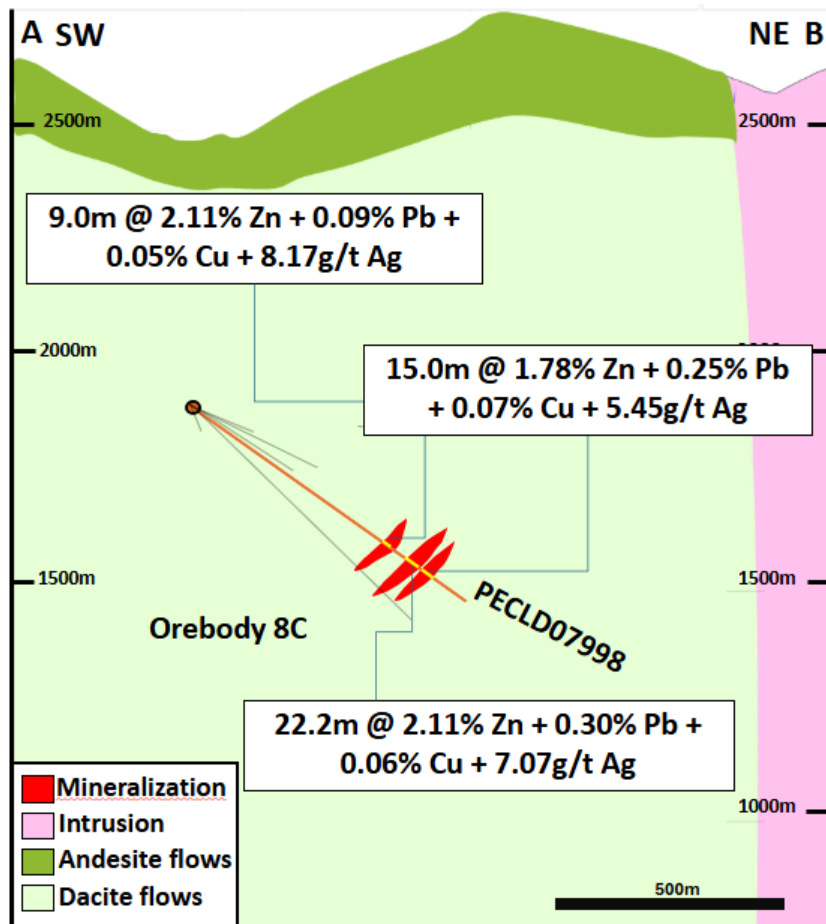 A SW
NE B
2500m
2500m
9.0m @ 2.11% Zn + 0.09% Pb +
0.05% Cu + 8.17g/t Ag
2000m
15.0m @ 1.78% Zn + 0.25% Pb
+ 0.07% Cu + 5.45g/t Ag
1500m
1500m
PECLD07998
Orebody 8C
22.2m @ 2.11% Zn + 0.30% Pb +
0.06% Cu + 7.07g/t Ag
Mineralization
Intrusion
Andesite flows
Dacite flows
1000m
500m